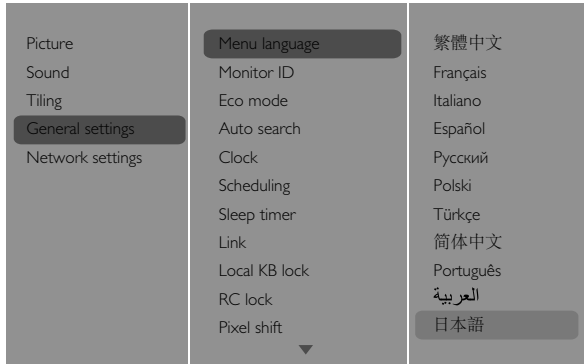 Picture
Sound
Tiling
General settings
Network settings
Menu language
Monitor ID
Eco mode
Auto search
Clock
Scheduling
Sleep timer
Link
Local KB lock
RC lock
Pixel shift
繁體中文
Français
Italiano
Español
Русский
Polski
Türkçe
简体中文
Português
العربية
日本語